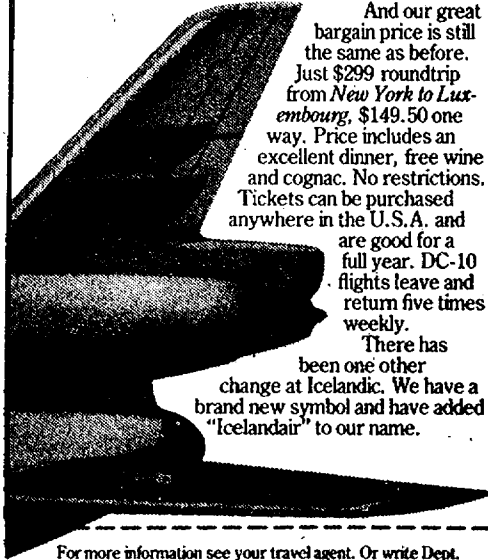 And our great
bargain price is still
the same as before.
Just $299 roundtrip
from New York to Lux-
embourg, $149.50 one
way. Price includes an
excellent dinner, free wine
and cognac. No restrictions.
Tickets can be purchased
anywhere in the U.S.A. and
are good for a
full year. DC-10
flights leave and
return five times
weekly.
There has
been one other
change at Icelandic. We have a
brand new symbol and have added
"Icelandair" to our name.
For more information see your travel agent. Or write Dept.